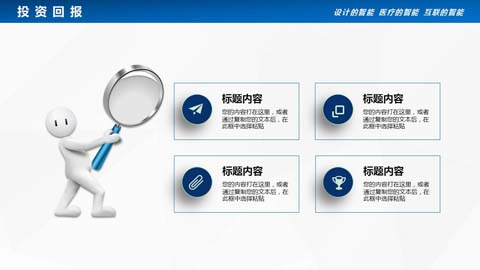 投资回报
设计的智能 医疗的智能 互联的智能
标题内容
您的内容打在这里，或者
通过复制您的文本后，在
此框中选择粘贴
标题内容
您的内容打在这里，或者
通过复制您的文本后，在
此框中选择粘贴
标题内容
您的内容打在这里，或者
通过复制您的文本后，在
此框中选择粘贴
标题内容
您的内容打在这里，或者
通过复制您的文本后，在
此框中选择粘贴